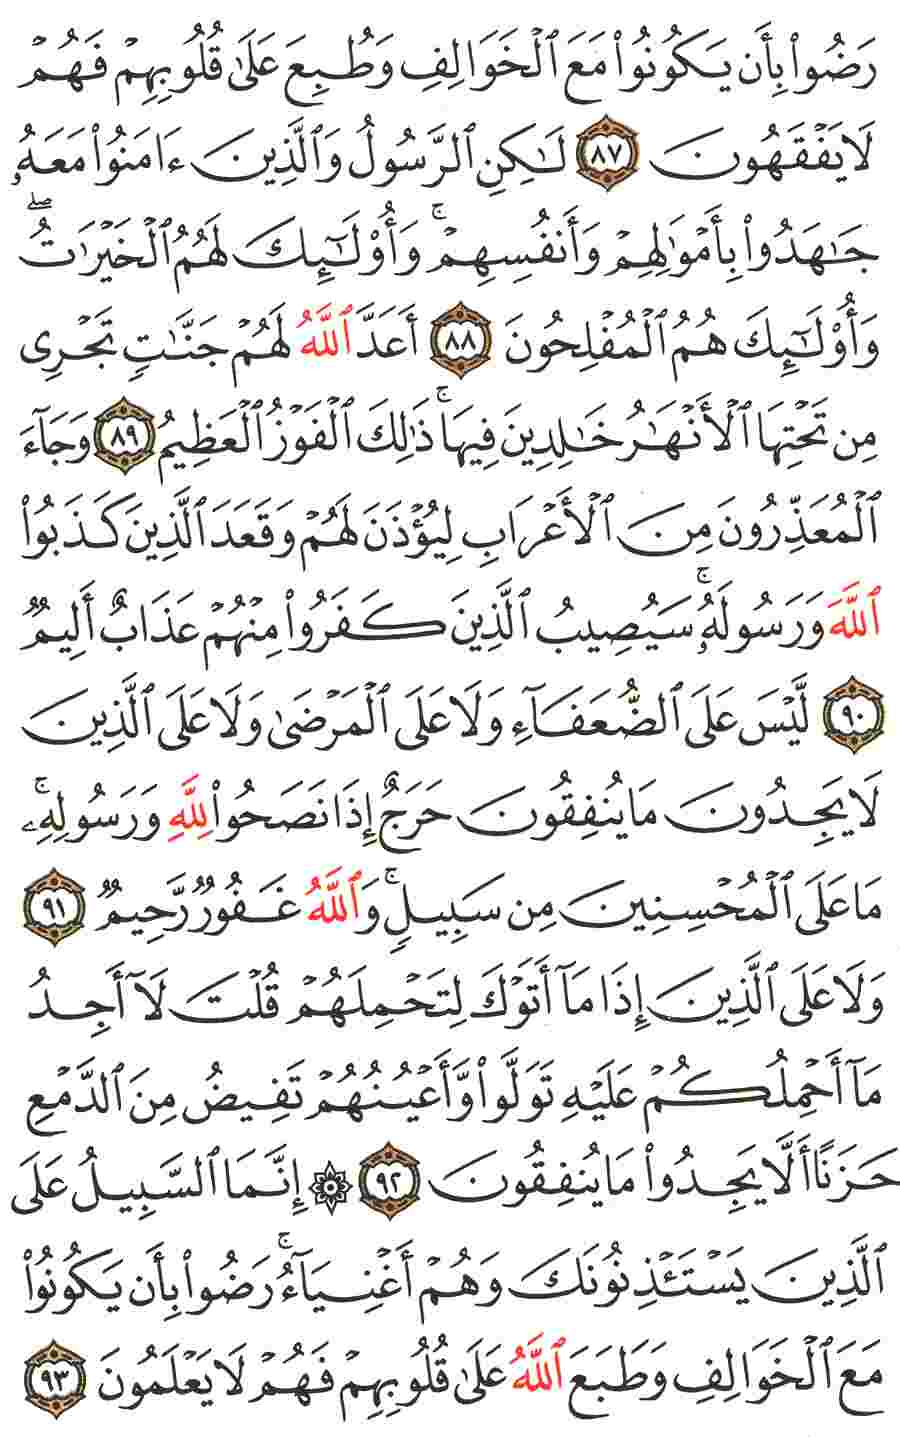 رَضُواْ بِأَن يَكُونُواْ مَعَ ٱلْخَوَالِفِ وَطُبِعَ عَلَىٰ قُلُوبِهِمْ فَهُمْ
لَا يَفْقَهُونَ ٨٧ لَٰكِنِ ٱلرَّسُولُ وَٱلَّذِينَ ءَامَنُواْ مَعَهُۥ
جَٰهَدُواْ بِأَمْوَٰلِهِمْ وَأَنفُسِهِمْۚ وَأُوْلَٰٓئِكَ لَهُمُ ٱلْخَيْرَٰتُۖ
وَأُوْلَٰٓئِكَ هُمُ ٱلْمُفْلِحُونَ ٨٨ أَعَدَّ ٱللَّهُ لَهُمْ جَنَّٰتٍ تَجْرِى
مِن تَحْتِهَا ٱلْأَنْهَٰرُ خَٰلِدِينَ فِيهَاۚ ذَٰلِكَ ٱلْفَوْزُ ٱلْعَظِيمُ ٨٩ وَجَآءَ
ٱلْمُعَذِّرُونَ مِنَ ٱلْأَعْرَابِ لِيُؤْذَنَ لَهُمْ وَقَعَدَ ٱلَّذِينَ كَذَبُواْ
ٱللَّهَ وَرَسُولَهُۥۚ سَيُصِيبُ ٱلَّذِينَ كَفَرُواْ مِنْهُمْ عَذَابٌ أَلِيمٌ
٩٠ لَّيْسَ عَلَى ٱلضُّعَفَآءِ وَلَا عَلَى ٱلْمَرْضَىٰ وَلَا عَلَى ٱلَّذِينَ
لَا يَجِدُونَ مَا يُنفِقُونَ حَرَجٌ إِذَا نَصَحُواْ لِلَّهِ وَرَسُولِهِۦۚ
مَا عَلَى ٱلْمُحْسِنِينَ مِن سَبِيلٍۚ وَٱللَّهُ غَفُورٌ رَّحِيمٌ ٩١
وَلَا عَلَى ٱلَّذِينَ إِذَا مَآ أَتَوْكَ لِتَحْمِلَهُمْ قُلْتَ لَآ أَجِدُ
مَآ أَحْمِلُكُمْ عَلَيْهِ تَوَلَّواْ وَّأَعْيُنُهُمْ تَفِيضُ مِنَ ٱلدَّمْعِ
حَزَنًا أَلَّا يَجِدُواْ مَا يُنفِقُونَ ٩٢ ۞ إِنَّمَا ٱلسَّبِيلُ عَلَى
ٱلَّذِينَ يَسْتَـْٔذِنُونَكَ وَهُمْ أَغْنِيَآءُۚ رَضُواْ بِأَن يَكُونُواْ
مَعَ ٱلْخَوَالِفِ وَطَبَعَ ٱللَّهُ عَلَىٰ قُلُوبِهِمْ فَهُمْ لَا يَعْلَمُونَ ٩٣